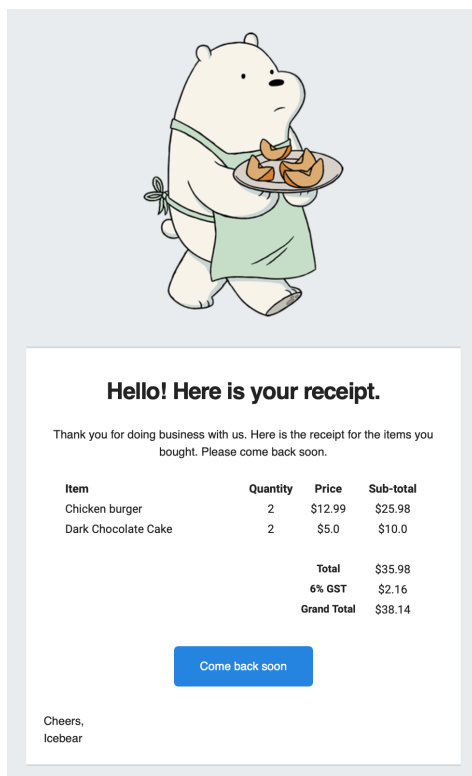 Hello! Here is your receipt.
Thank you for doing business with us. Here is the receipt for the items you
bought. Please come back soon.
Item Quantity Price Sub-total
Chicken burger 2 $12.99 $25.98
Dark Chocolate Cake 2 $5.0 $10.0
Total $35.98
6% GST $2.16
Grand Total $38.14
Come back soon
Cheers,
Icebear